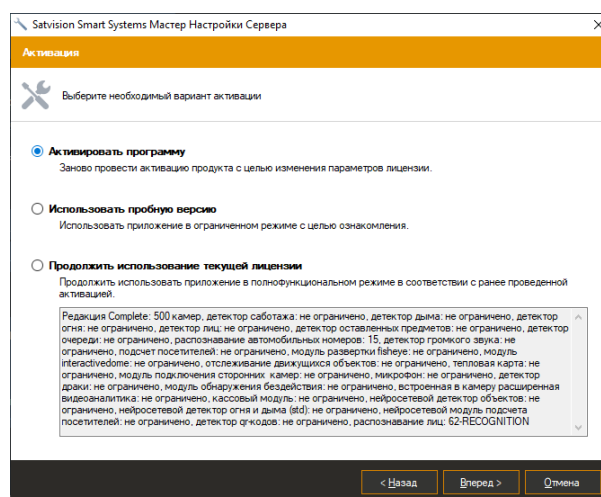 Satvision Smart Systems Мастер Настройки Сервера
Активация
Выберите необходимый вариант активации
Активировать программу
Заново провести активацию продукта с целью изменения параметров лицензии.
Использовать пробную версию
Использовать приложение в ограниченном режиме с целью ознакомления.
Продолжить использование текущей лицензии
Продолжить использовать приложение в полнофункциональном режиме в соответствии с ранее проведенной
активацией.
Редакция Complete: 500 камер, детектор саботажа: не ограничено, детектор дыма: не ограничено, детектор
огня: не ограничено, детектор лиц: не ограничено, детектор оставленных предметов: не ограничено, детектор
очереди: не ограничено, распознавание автомобильных номеров: 15, детектор громкого звука: не
ограничено, подсчет посетителей: не ограничено, модуль развертки fisheye: не ограничено, модуль
interactivedome: не ограничено, отслеживание движущихся объектов: не ограничено, тепловая карта: не
ограничено, модуль подключения сторонних камер: не ограничено, микрофон: не ограничено, детектор
драки: не ограничено, модуль обнаружения бездействия: не ограничено, встроенная в камеру расширенная
видеоаналитика: не ограничено, кассовый модуль: не ограничено, нейросетевой детектор объектов: не
ограничено, нейросетевой детектор огня и дыма (std): не ограничено, нейросетевой модуль подсчета
посетителей: не ограничено, детектор qr-кодов: не ограничено, распознавание лиц: 62-RECOGNITION
< Назад
Вперед >
Отмена